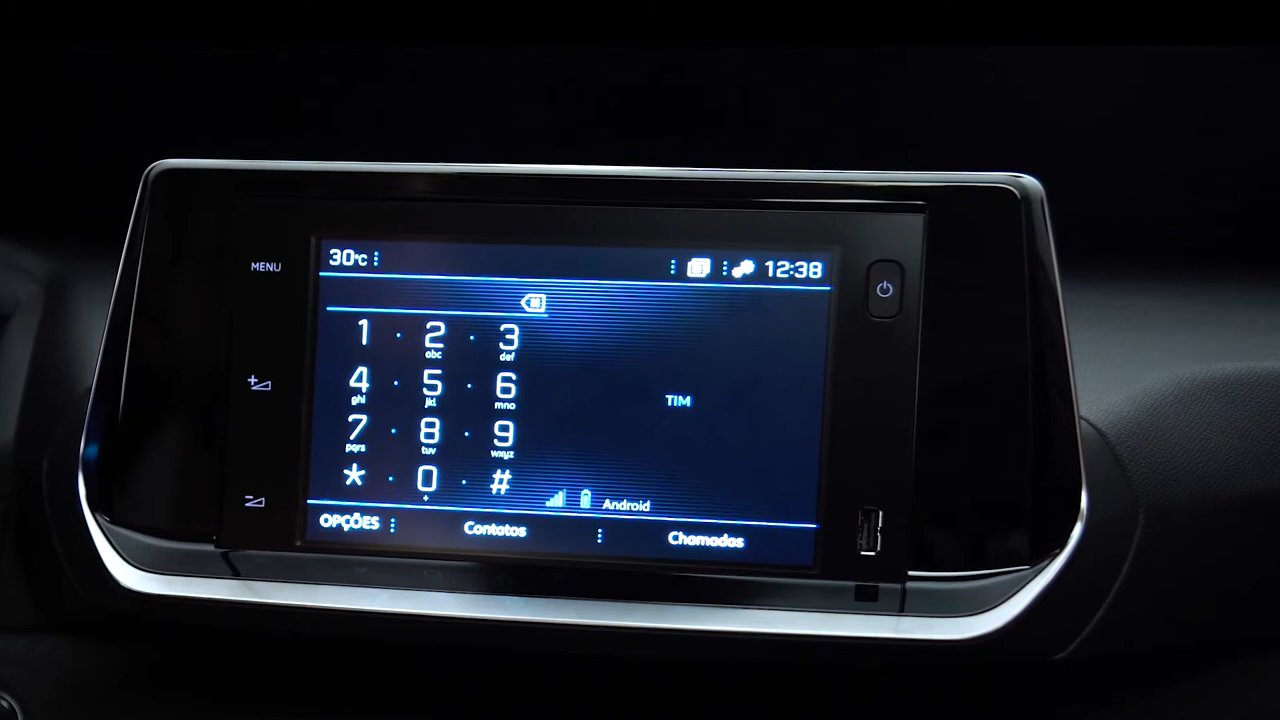 30°C 12:38
MENU
1 2 3
abc def
4 5 6
ghi jkl mno
TIM
7 8 9
pqrs tuv wxyz
* 0 #
+
Android
OPÇÕES Contatos Chamadas